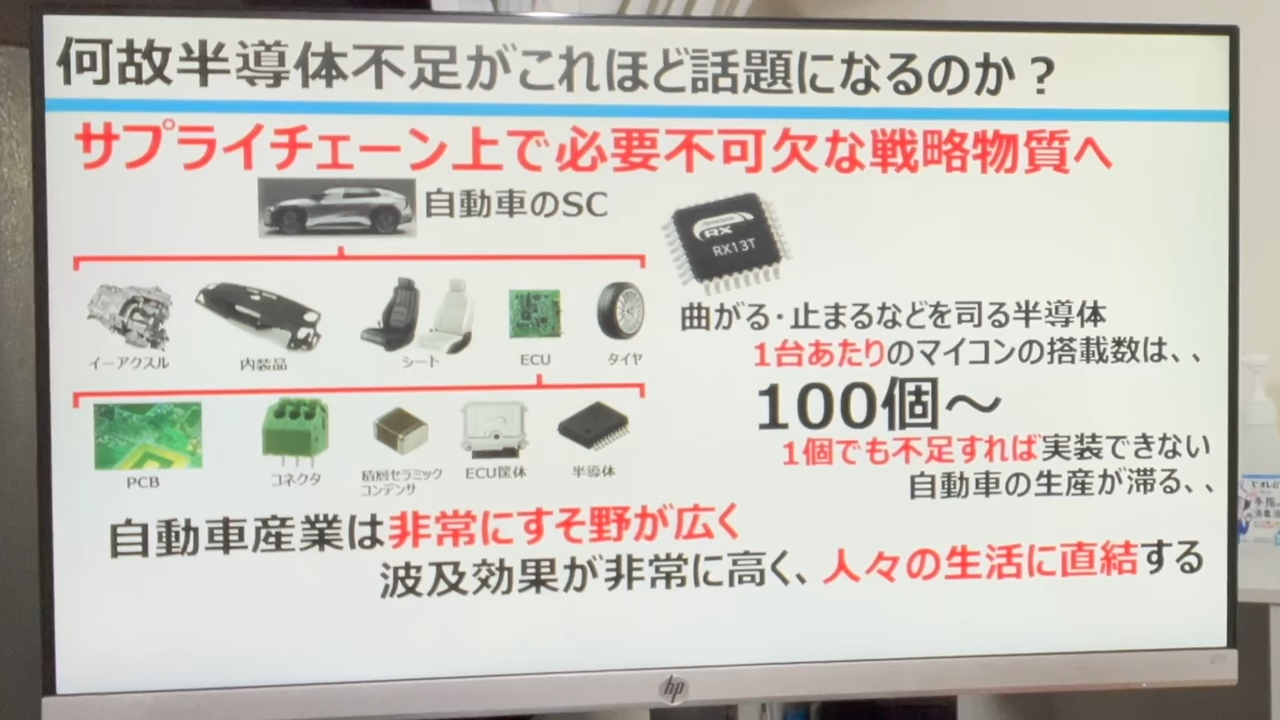 何故半導体不足がこれほど話題になるのか？
サプライチェーン上で必要不可欠な戦略物質へ
自動車のSC
RX
RX13T
イーアクスル
内装品
シート
ECU
タイヤ
曲がる・止まるなどを司る半導体
1台あたりのマイコンの搭載数は、、
100個～
1個でも不足すれば実装できない
自動車の生産が滞る、、
PCB
コネクタ
積層セラミック
コンデンサ
ECU筐体
半導体
自動車産業は非常にすそ野が広く
波及効果が非常に高く、人々の生活に直結する
hp